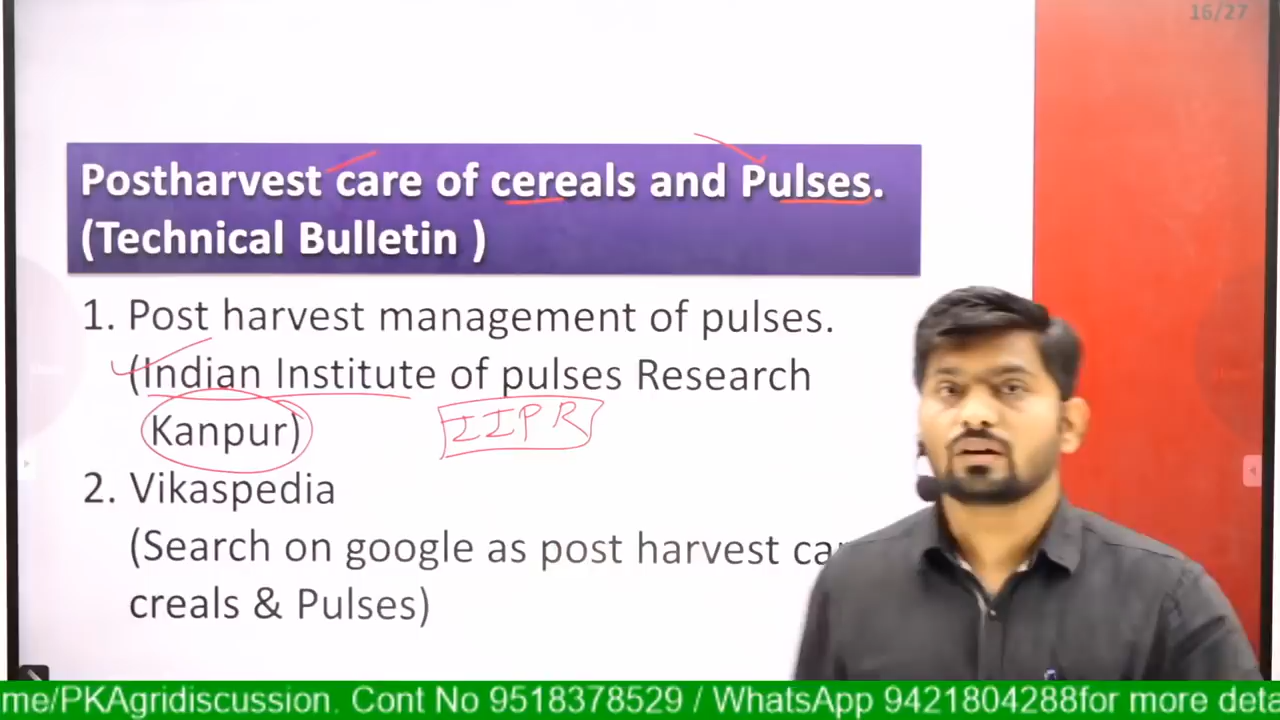 16/27
Postharvest care of cereals and Pulses.
(Technical Bulletin )
1. Post harvest management of pulses.
(Indian Institute of pulses Research
Kanpur)
IIPR
2. Vikaspedia
(Search on google as post harvest
creals & Pulses)
me/PKAgridiscussion. Cont No 9518378529 / WhatsApp 9421804288for more